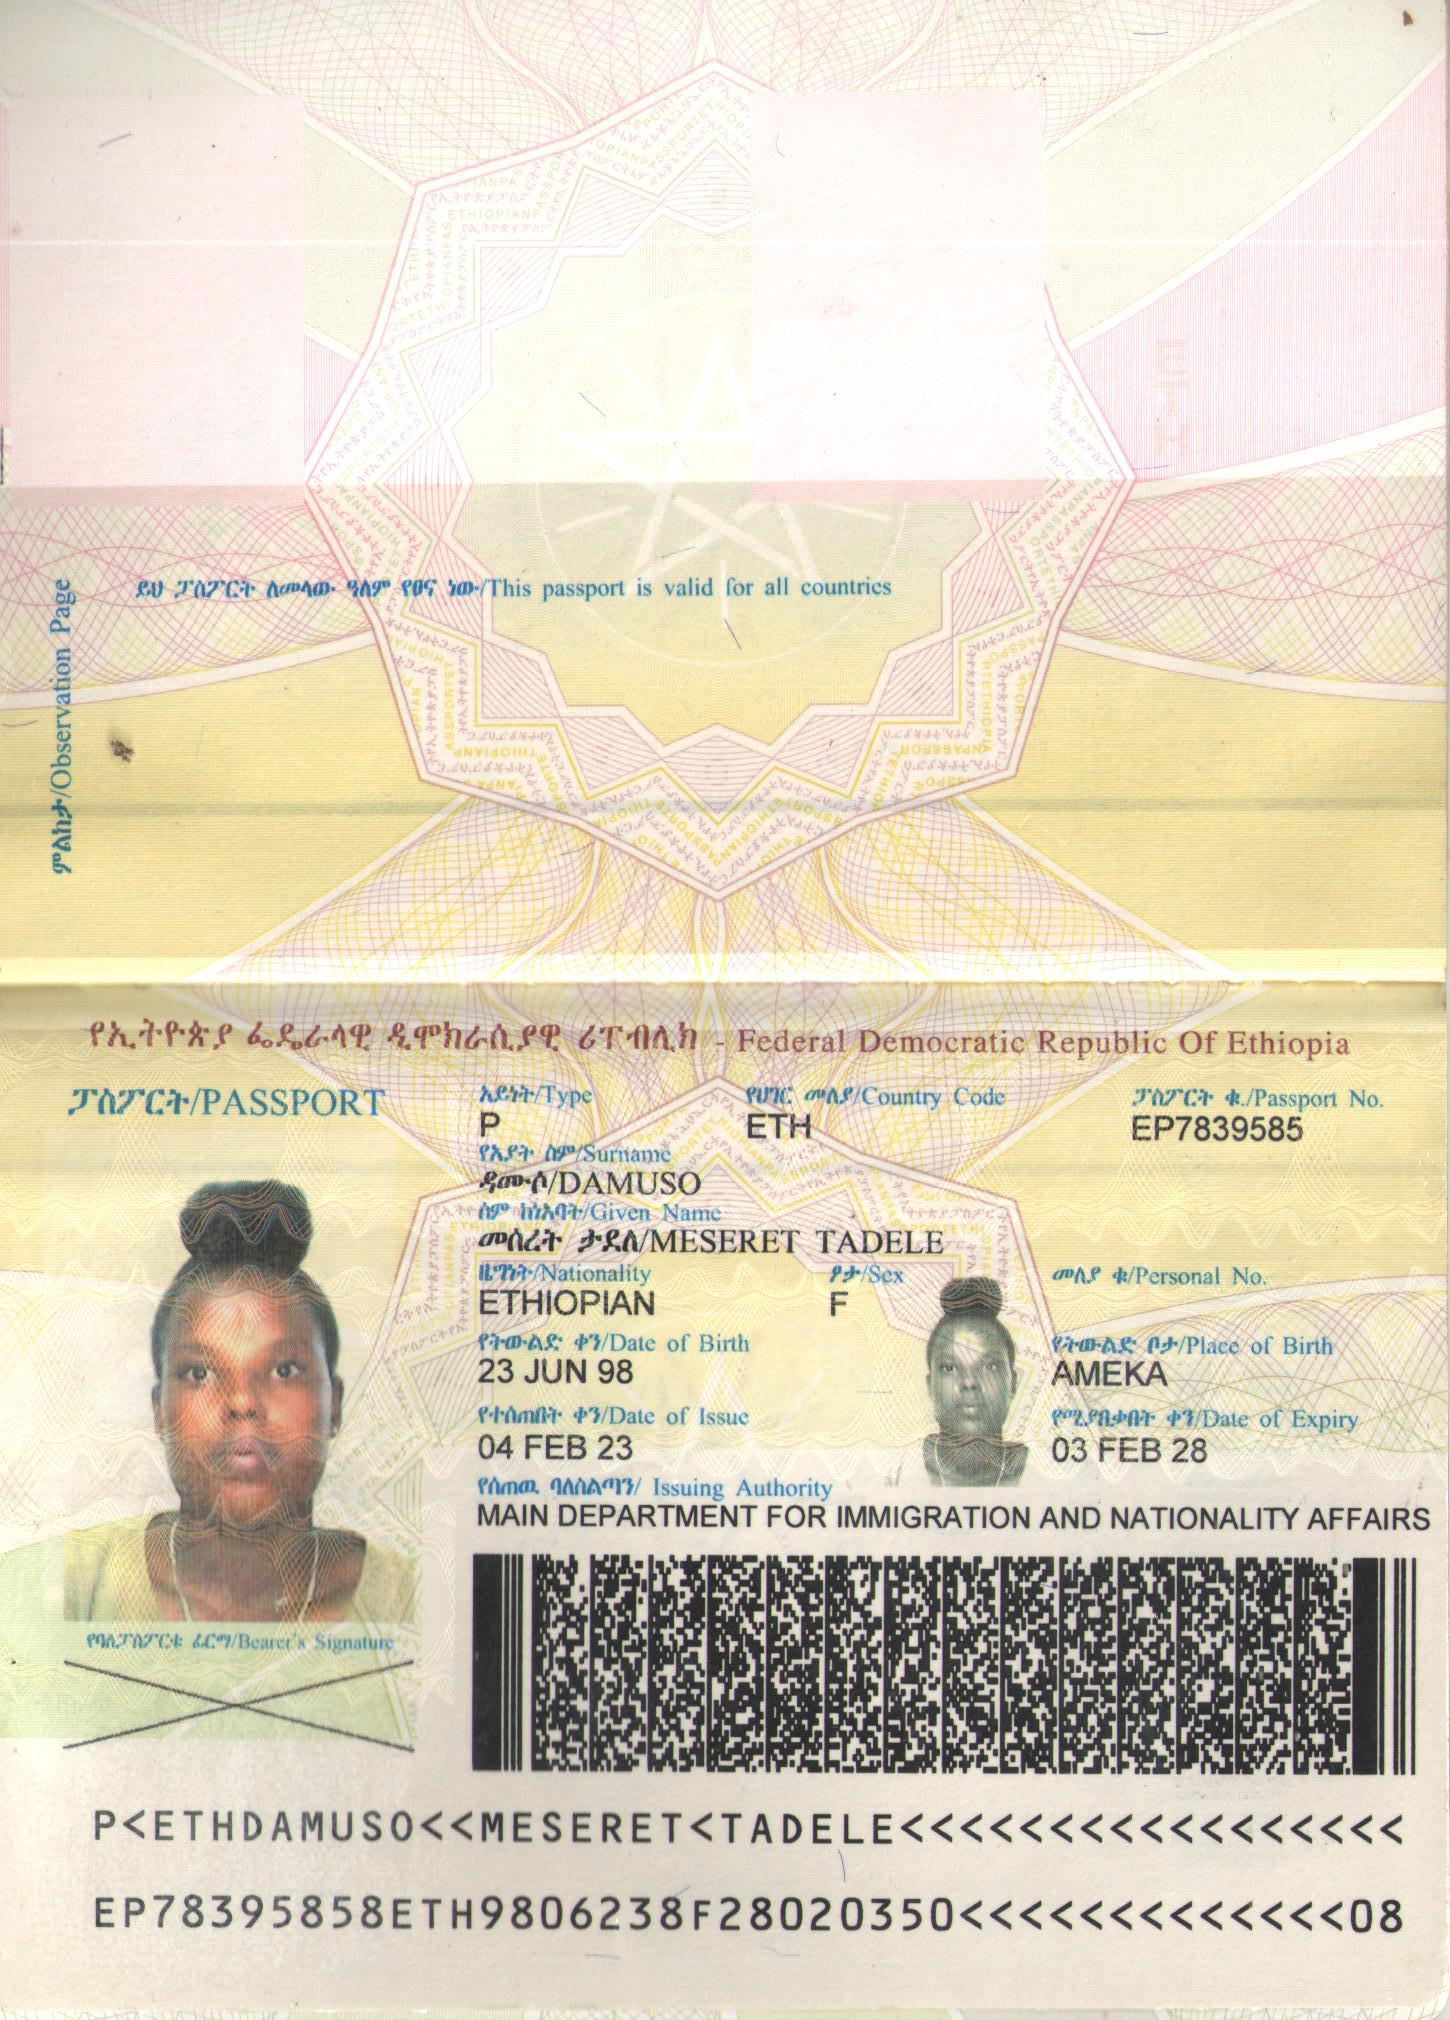 ይህ ፓስፖርት ለመላው ዓለም የፀና ነው/This passport is valid for all countries
ምልከታ/Observation Page
የኢትዮጵያ ፌዴራላዊ ዲሞክራሲያዊ ሪፐብሊክ - Federal Democratic Republic Of Ethiopia
ፓስፖርት/PASSPORT
አይነት/Type
P
የሀገር መለያ/Country Code
ETH
ፓስፖርት ቁ./Passport No.
EP7839585
የአያት ስም/Surname
ዳሙሶ/DAMUSO
ስም ከነአባት/Given Name
መሰረት ታደለ/MESERET TADELE
ዜግነት/Nationality
ETHIOPIAN
ፆታ/Sex
F
መለያ ቁ/Personal No.
የትውልድ ቀን/Date of Birth
23 JUN 98
የትውልድ ቦታ/Place of Birth
AMEKA
የተሰጠበት ቀን/Date of Issue
04 FEB 23
የሚያበቃበት ቀን/Date of Expiry
03 FEB 28
የሰጠዉ ባለስልጣን/ Issuing Authority
MAIN DEPARTMENT FOR IMMIGRATION AND NATIONALITY AFFAIRS
የባለፓስፖርቱ ፊርማ/Bearer's Signature
P<ETHDAMUSO<<MESERET<TADELE<<<<<<<<<<<<<<<<<
EP78395858ETH9806238F28020350<<<<<<<<<<<<<08